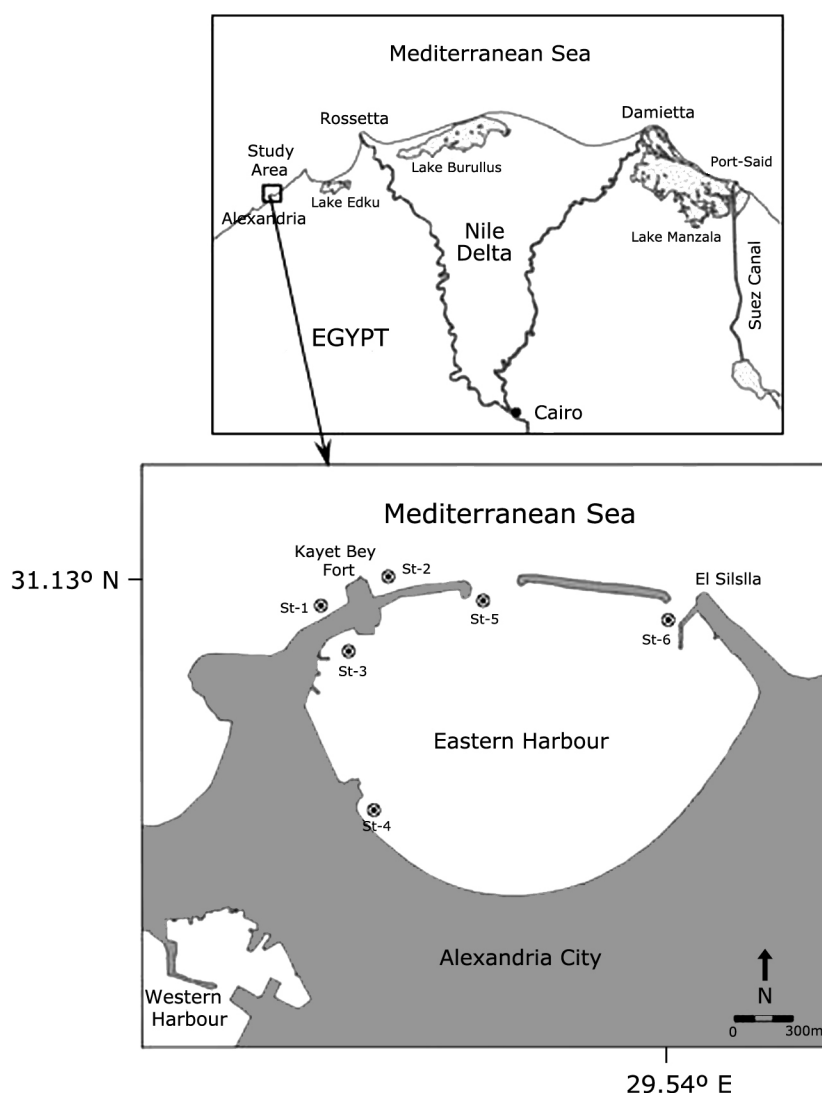 Mediterranean Sea
Rossetta
Damietta
Study
Area
Port-Said
Lake Burullus
Lake Edku
Alexandria
Nile
Delta
Lake Manzala
Suez Canal
EGYPT
Cairo
Mediterranean Sea
Kayet Bey
Fort
St-2
31.13º N
El Silslla
St-1
St-5
St-6
St-3
Eastern Harbour
St-4
Alexandria City
Western
Harbour
N
0 300m
29.54º E